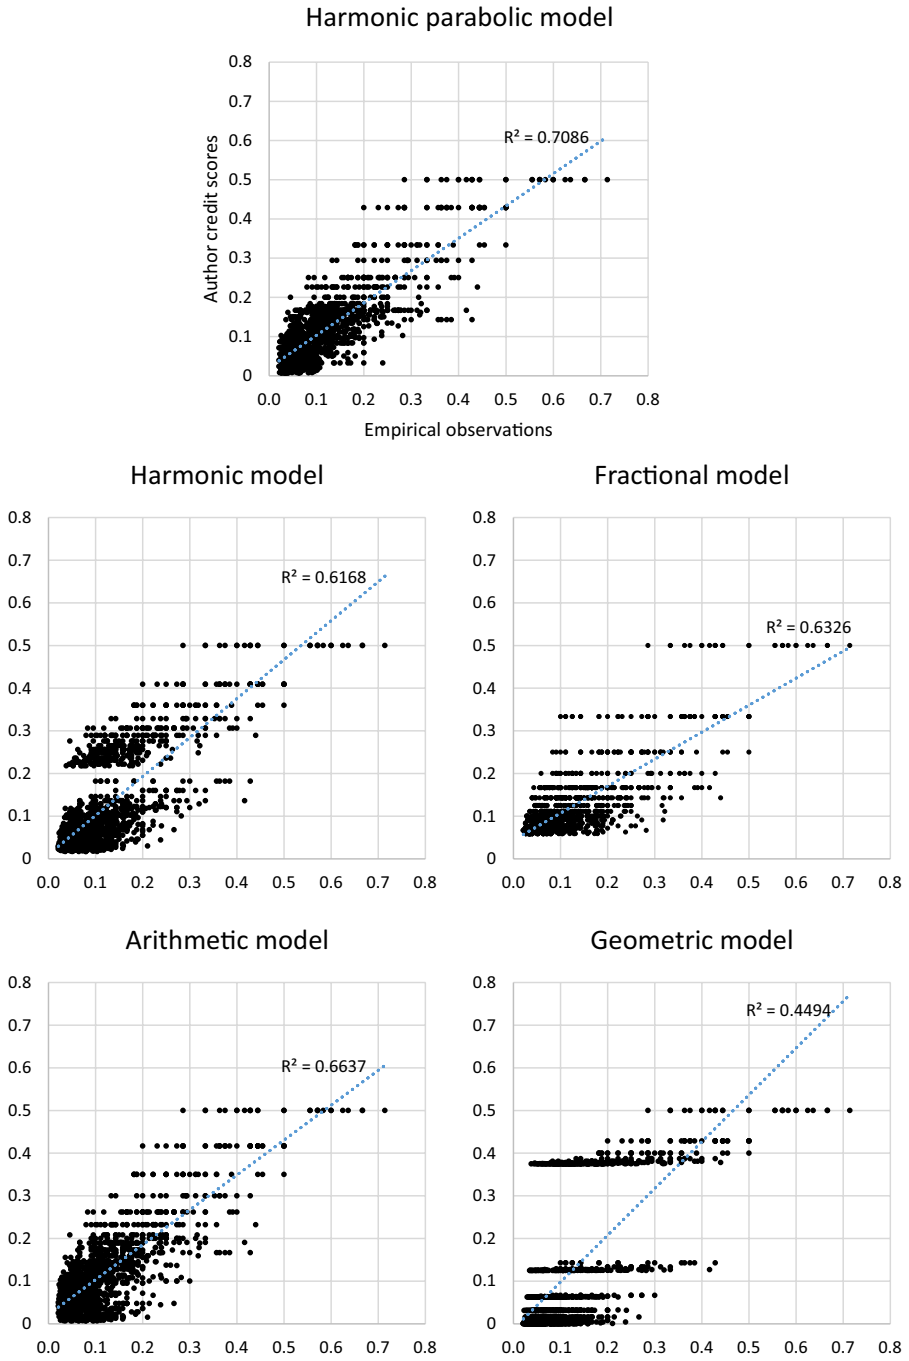 Harmonic parabolic model
0.8
0.7
R² = 0.7086
0.6
0.5
0.4
0.3
0.2
0.1
0
Author credit scores
0.0 0.1 0.2 0.3 0.4 0.5 0.6 0.7 0.8
Empirical observations
Harmonic model
0.8
0.7
R² = 0.6168
0.6
0.5
0.4
0.3
0.2
0.1
0
0.0 0.1 0.2 0.3 0.4 0.5 0.6 0.7 0.8
Fractional model
0.8
0.7
0.6
R² = 0.6326
0.5
0.4
0.3
0.2
0.1
0
0.0 0.1 0.2 0.3 0.4 0.5 0.6 0.7 0.8
Arithmetic model
0.8
0.7
R² = 0.6637
0.6
0.5
0.4
0.3
0.2
0.1
0
0.0 0.1 0.2 0.3 0.4 0.5 0.6 0.7 0.8
Geometric model
0.8
R² = 0.4494
0.7
0.6
0.5
0.4
0.3
0.2
0.1
0
0.0 0.1 0.2 0.3 0.4 0.5 0.6 0.7 0.8